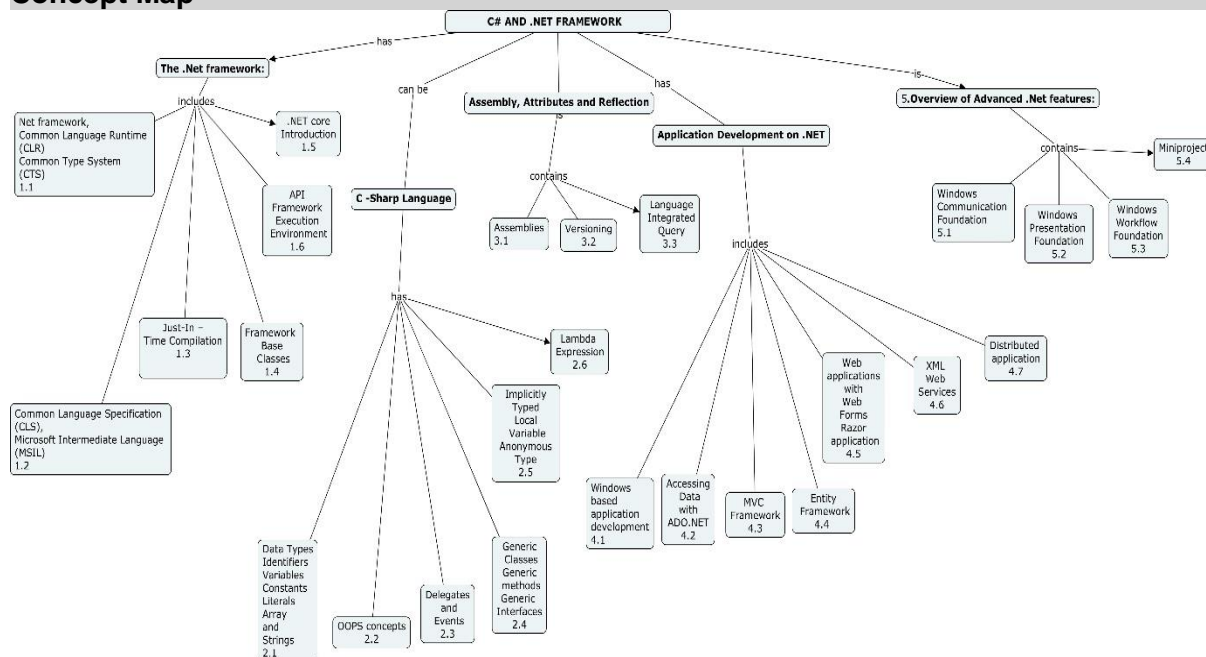 Concept Map
C# AND .NET FRAMEWORK
has
The .Net framework:
includes
Net framework,
Common Language Runtime
(CLR)
Common Type System
(CTS)
1.1
Common Language Specification
(CLS),
Microsoft Intermediate Language
(MSIL)
1.2
Just-In –
Time Compilation
1.3
Framework
Base
Classes
1.4
.NET core
Introduction
1.5
API
Framework
Execution
Environment
1.6
can be
C -Sharp Language
has
Data Types
Identifiers
Variables
Constants
Literals
Array
and
Strings
2.1
OOPS concepts
2.2
Delegates
and
Events
2.3
Generic
Classes
Generic
methods
Generic
Interfaces
2.4
Implicitly
Typed
Local
Variable
Anonymous
Type
2.5
Lambda
Expression
2.6
Assembly, Attributes and Reflection
is
contains
Assemblies
3.1
Versioning
3.2
Language
Integrated
Query
3.3
has
Application Development on .NET
includes
Windows
based
application
development
4.1
Accessing
Data
with
ADO.NET
4.2
MVC
Framework
4.3
Entity
Framework
4.4
Web
applications
with
Web
Forms
Razor
application
4.5
XML
Web
Services
4.6
Distributed
application
4.7
is
5.Overview of Advanced .Net features:
contains
Windows
Communication
Foundation
5.1
Windows
Presentation
Foundation
5.2
Windows
Workflow
Foundation
5.3
Miniproject
5.4